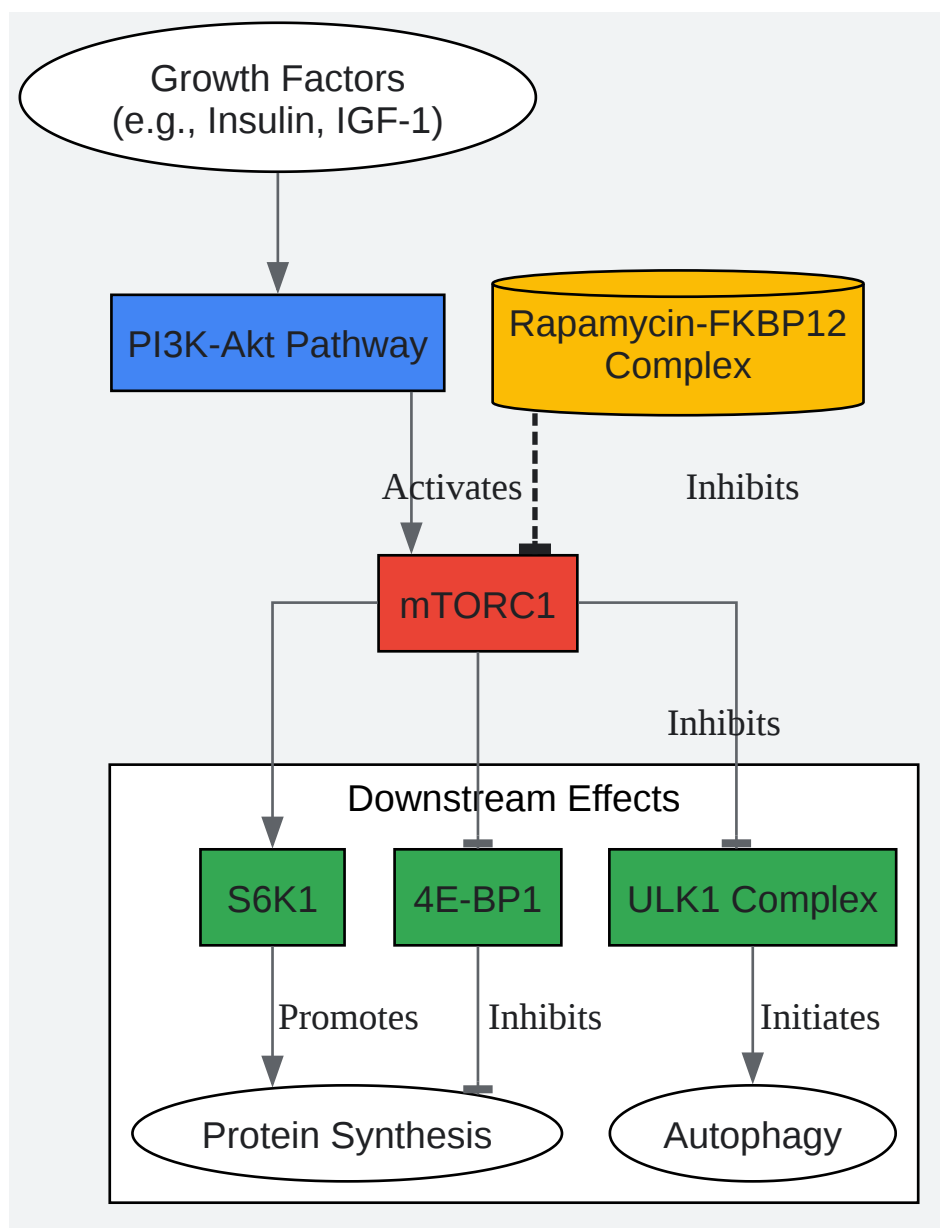 Growth Factors
(e.g., Insulin, IGF-1)
PI3K-Akt Pathway
Rapamycin-FKBP12
Complex
Activates
Inhibits
mTORC1
Inhibits
Downstream Effects
S6K1
4E-BP1
ULK1 Complex
Promotes
Inhibits
Initiates
Protein Synthesis
Autophagy